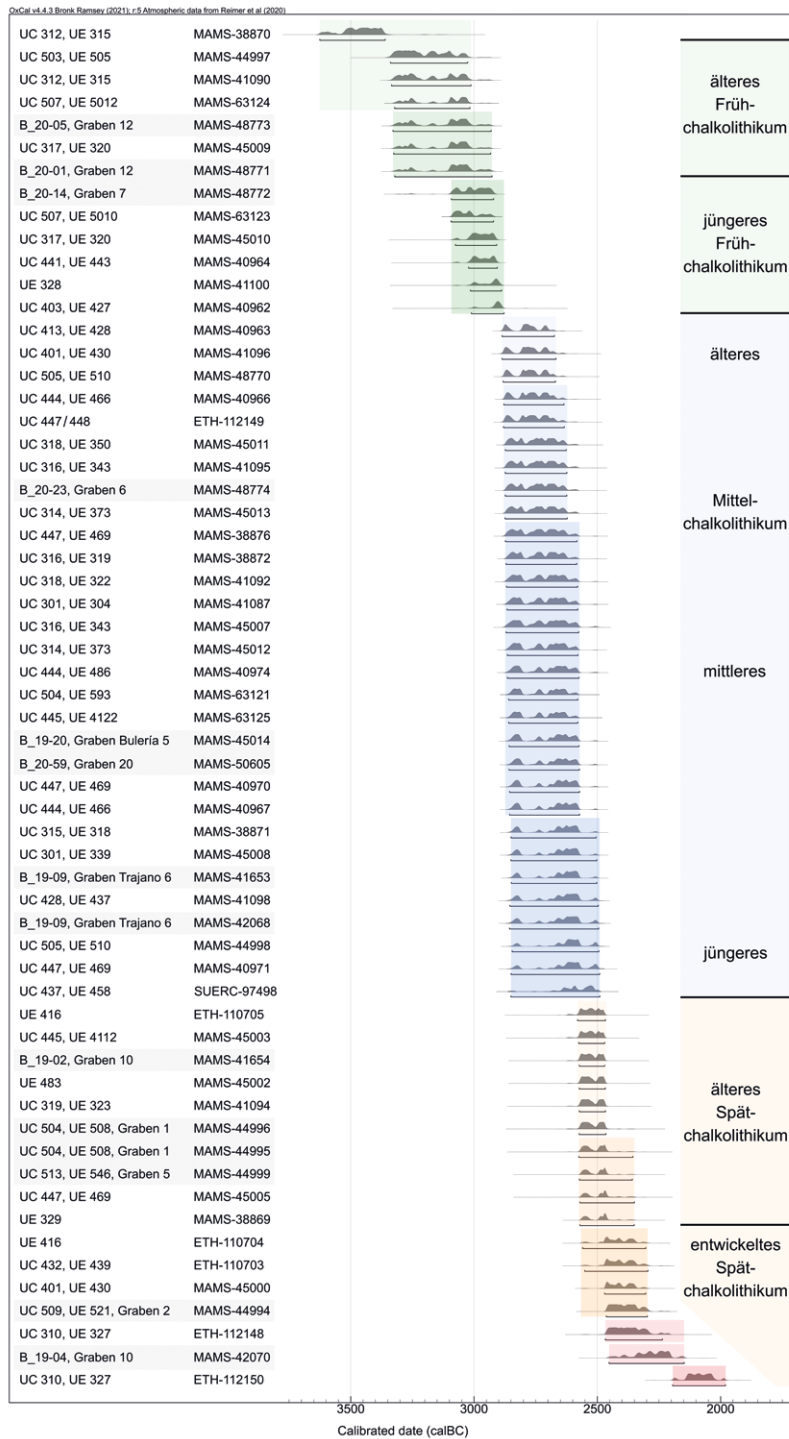 OxCal v4.4.3 Bronk Ramsey (2021); r:5 Atmospheric data from Reimer et al (2020)
UC 312, UE 315 MAMS-38870
UC 503, UE 505 MAMS-44997
UC 312, UE 315 MAMS-41090
UC 507, UE 5012 MAMS-63124
B_20-05, Graben 12 MAMS-48773
UC 317, UE 320 MAMS-45009
B_20-01, Graben 12 MAMS-48771
älteres
Früh-
chalkolithikum
B_20-14, Graben 7 MAMS-48772
UC 507, UE 5010 MAMS-63123
UC 317, UE 320 MAMS-45010
UC 441, UE 443 MAMS-40964
UE 328 MAMS-41100
UC 403, UE 427 MAMS-40962
jüngeres
Früh-
chalkolithikum
UC 413, UE 428 MAMS-40963
UC 401, UE 430 MAMS-41096
älteres
UC 505, UE 510 MAMS-48770
UC 444, UE 466 MAMS-40966
UC 447/448 ETH-112149
UC 318, UE 350 MAMS-45011
UC 316, UE 343 MAMS-41095
B_20-23, Graben 6 MAMS-48774
UC 314, UE 373 MAMS-45013
Mittel-
chalkolithikum
UC 447, UE 469 MAMS-38876
UC 316, UE 319 MAMS-38872
UC 318, UE 322 MAMS-41092
UC 301, UE 304 MAMS-41087
UC 316, UE 343 MAMS-45007
UC 314, UE 373 MAMS-45012
UC 444, UE 486 MAMS-40974
mittleres
UC 504, UE 593 MAMS-63121
UC 445, UE 4122 MAMS-63125
B_19-20, Graben Bulería 5 MAMS-45014
B_20-59, Graben 20 MAMS-50605
UC 447, UE 469 MAMS-40970
UC 444, UE 466 MAMS-40967
UC 315, UE 318 MAMS-38871
UC 301, UE 339 MAMS-45008
B_19-09, Graben Trajano 6 MAMS-41653
UC 428, UE 437 MAMS-41098
B_19-09, Graben Trajano 6 MAMS-42068
UC 505, UE 510 MAMS-44998
jüngeres
UC 447, UE 469 MAMS-40971
UC 437, UE 458 SUERC-97498
UE 416 ETH-110705
UC 445, UE 4112 MAMS-45003
B_19-02, Graben 10 MAMS-41654
UE 483 MAMS-45002
UC 319, UE 323 MAMS-41094
UC 504, UE 508, Graben 1 MAMS-44996
älteres
Spät-
chalkolithikum
UC 504, UE 508, Graben 1 MAMS-44995
UC 513, UE 546, Graben 5 MAMS-44999
UC 447, UE 469 MAMS-45005
UE 329 MAMS-38869
UE 416 ETH-110704
UC 432, UE 439 ETH-110703
UC 401, UE 430 MAMS-45000
entwickeltes
Spät-
chalkolithikum
UC 509, UE 521, Graben 2 MAMS-44994
UC 310, UE 327 ETH-112148
B_19-04, Graben 10 MAMS-42070
UC 310, UE 327 ETH-112150
3500 3000 2500 2000
Calibrated date (calBC)